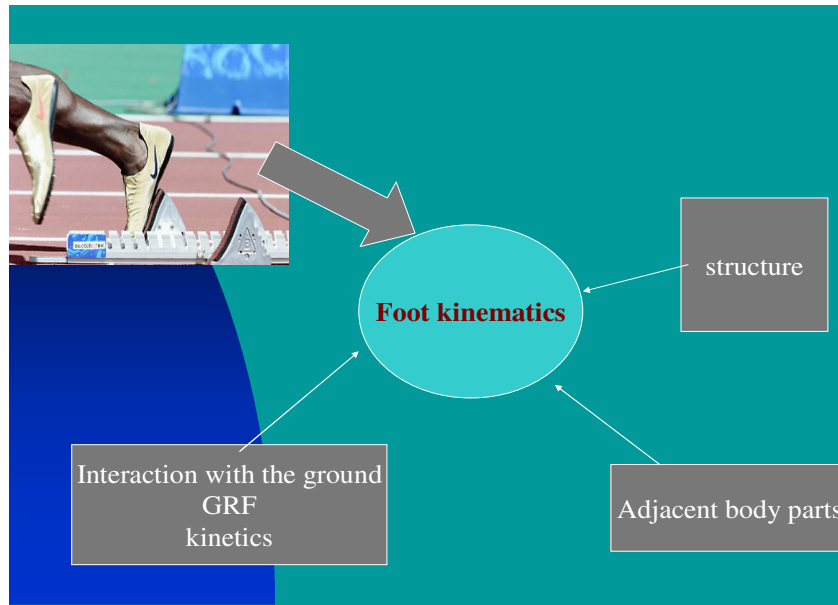 Foot kinematics
structure
Interaction with the ground
GRF
kinetics
Adjacent body parts